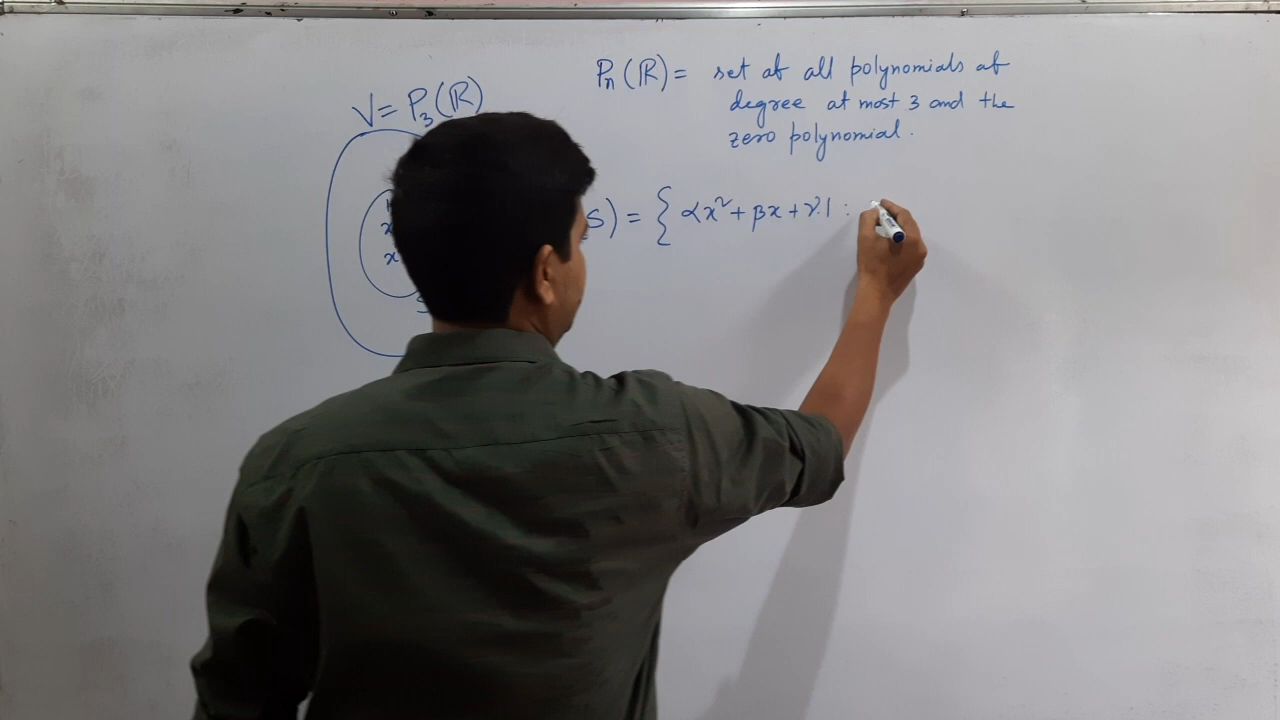 V = P₃(ℝ)
Pₙ(ℝ) = set of all polynomials of
degree at most 3 and the
zero polynomial.
x
x
S) = { αx² + βx + γ.1 :